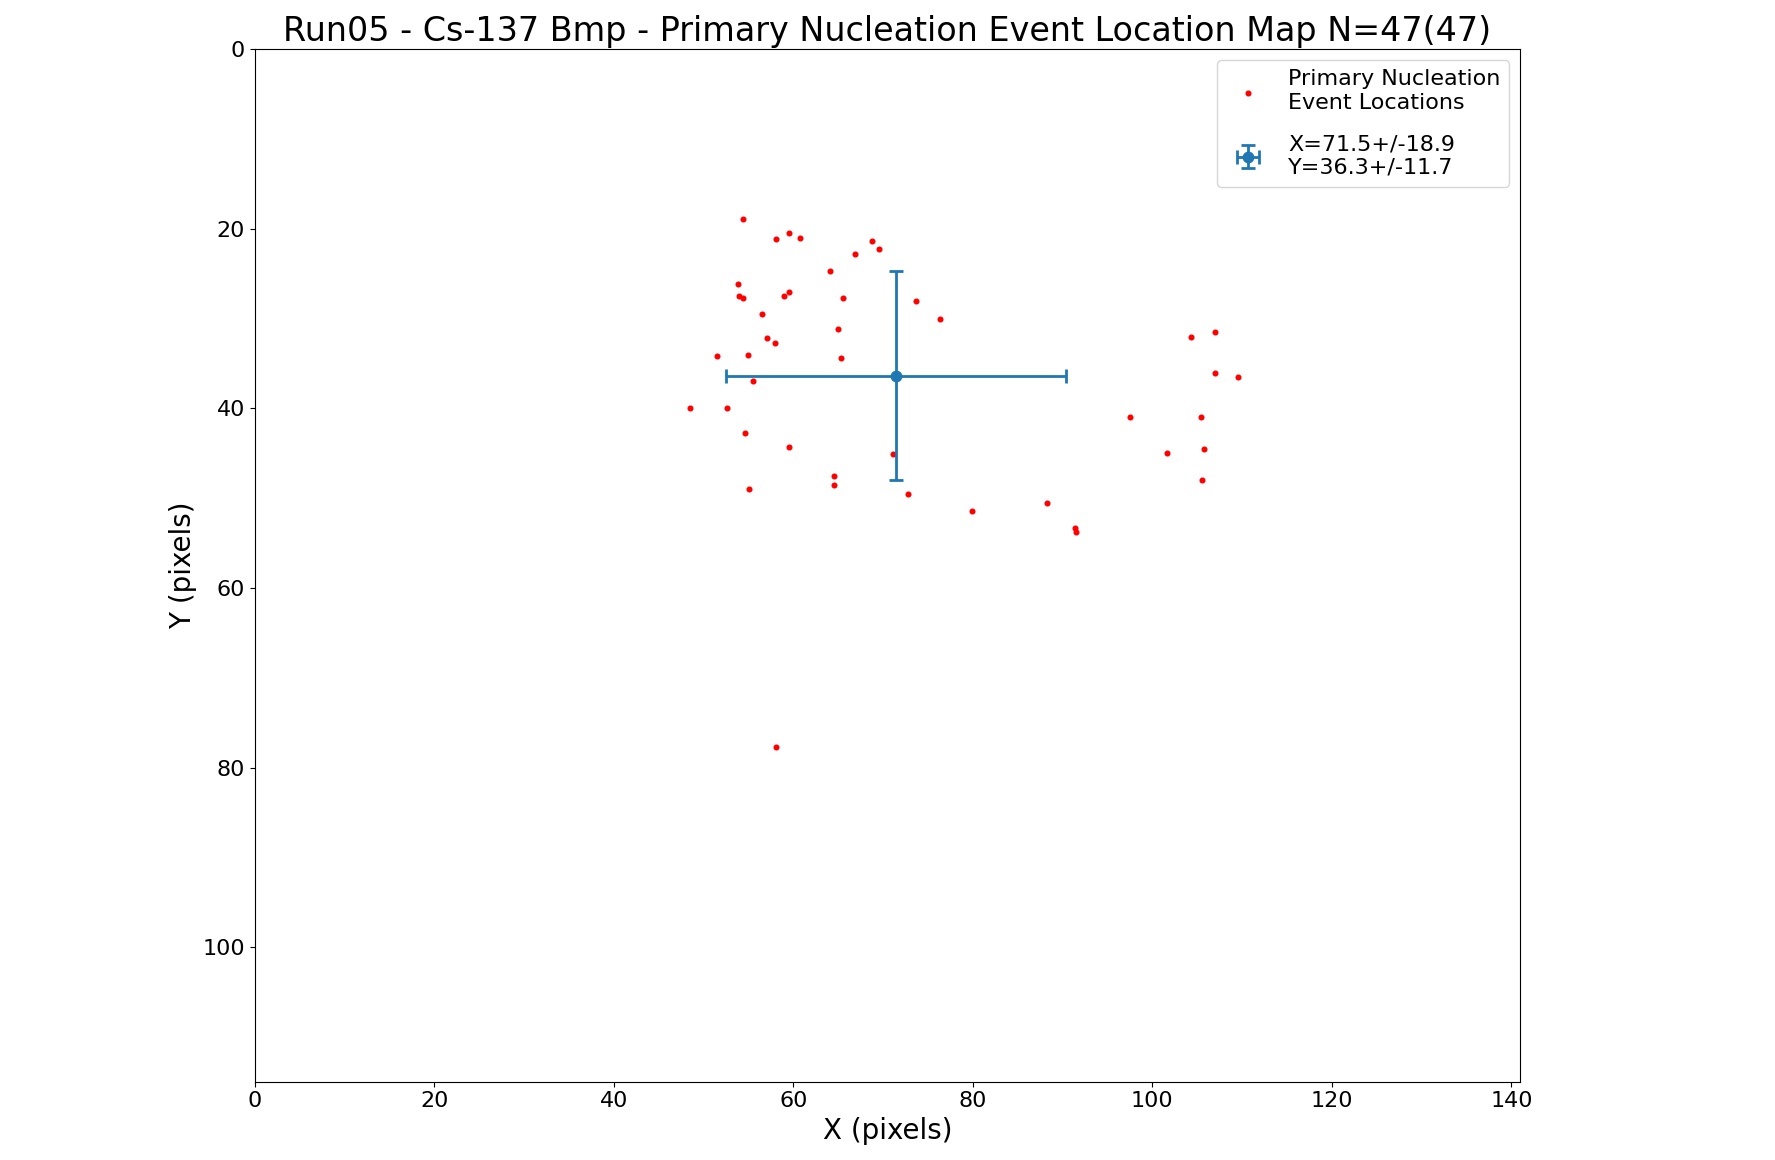 Run05 - Cs-137 Bmp - Primary Nucleation Event Location Map N=47(47)
Primary Nucleation
Event Locations
X=71.5+/-18.9
Y=36.3+/-11.7
0
20
40
60
80
100
Y (pixels)
0
20
40
60
80
100
120
140
X (pixels)